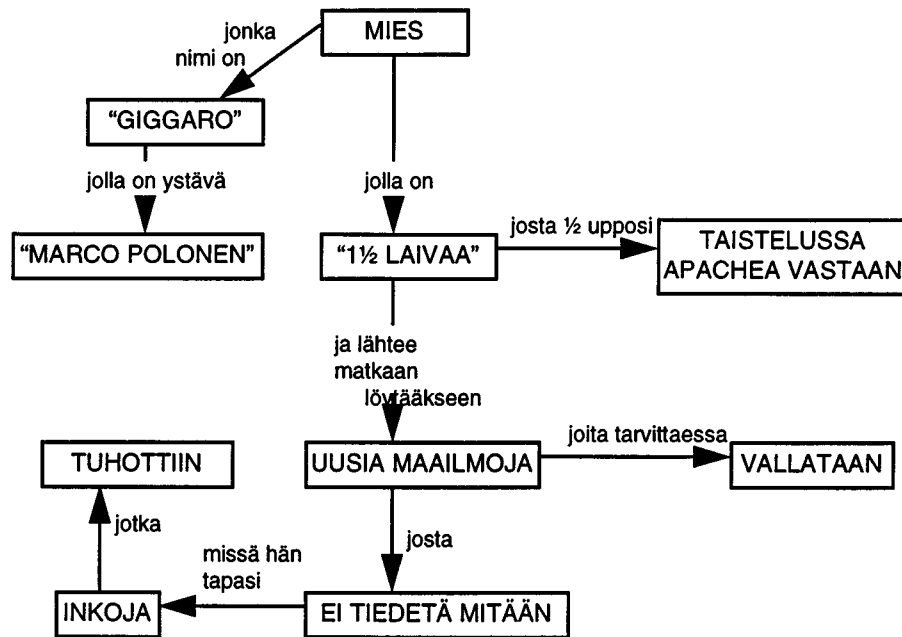 jonka
nimi on
MIES
"GIGGARO"
jolla on ystävä
jolla on
"MARCO POLONEN"
"1½ LAIVAA"
josta ½ upposi
TAISTELUSSA
APACHEA VASTAAN
ja lähtee
matkaan
löytääkseen
joita tarvittaessa
TUHOTTIIN
UUSIA MAAILMOJA
VALLATAAN
jotka
josta
missä hän
tapasi
INKOJA
EI TIEDETÄ MITÄÄN